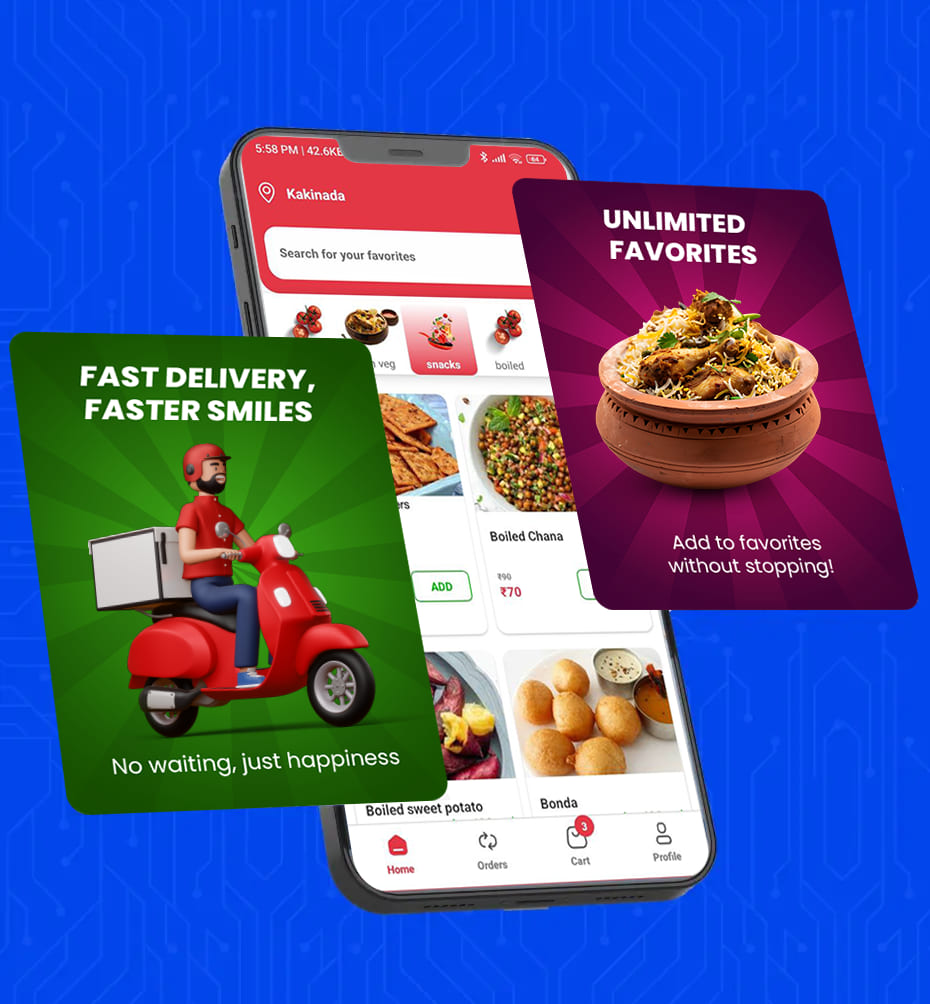 5:58 PM | 42.6KB
64
Kakinada
Search for your favorites
veg
snacks
boiled
UNLIMITED
FAVORITES
Add to favorites
without stopping!
FAST DELIVERY,
FASTER SMILES
No waiting, just happiness
ADD
Boiled Chana
₹90
₹70
Boiled sweet potato
Bonda
3
Home
Orders
Cart
Profile